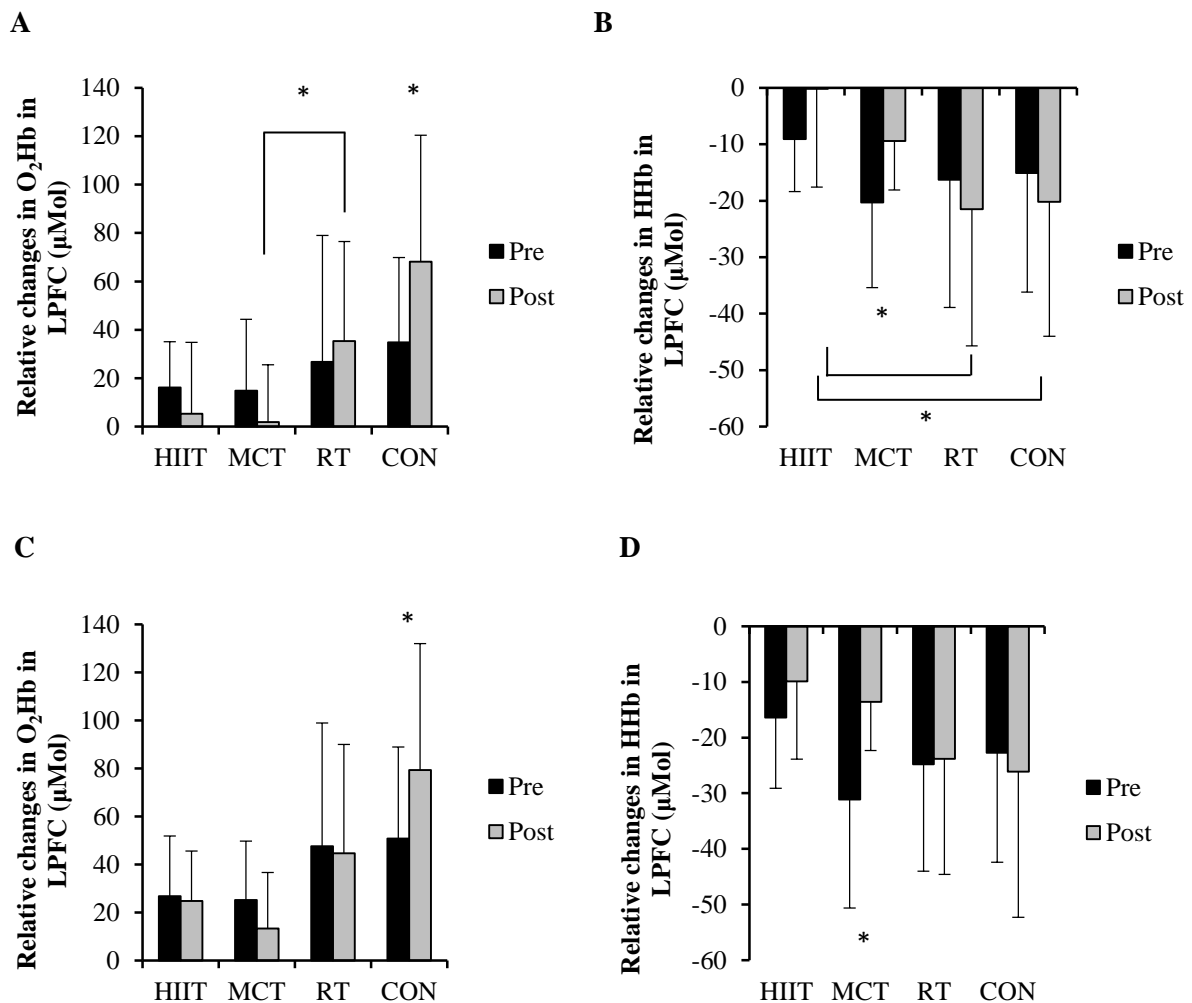 A
Relative changes in O₂Hb in
LPFC (µMol)
140
120
100
80
60
40
20
0
*
*
HIIT MCT RT CON
Pre
Post
B
Relative changes in HHb in
LPFC (µMol)
0
-10
-20
-30
-40
-50
-60
*
*
HIIT MCT RT CON
Pre
Post
C
Relative changes in O₂Hb in
LPFC (µMol)
140
120
100
80
60
40
20
0
*
HIIT MCT RT CON
Pre
Post
D
Relative changes in HHb in
LPFC (µMol)
0
-10
-20
-30
-40
-50
-60
*
HIIT MCT RT CON
Pre
Post